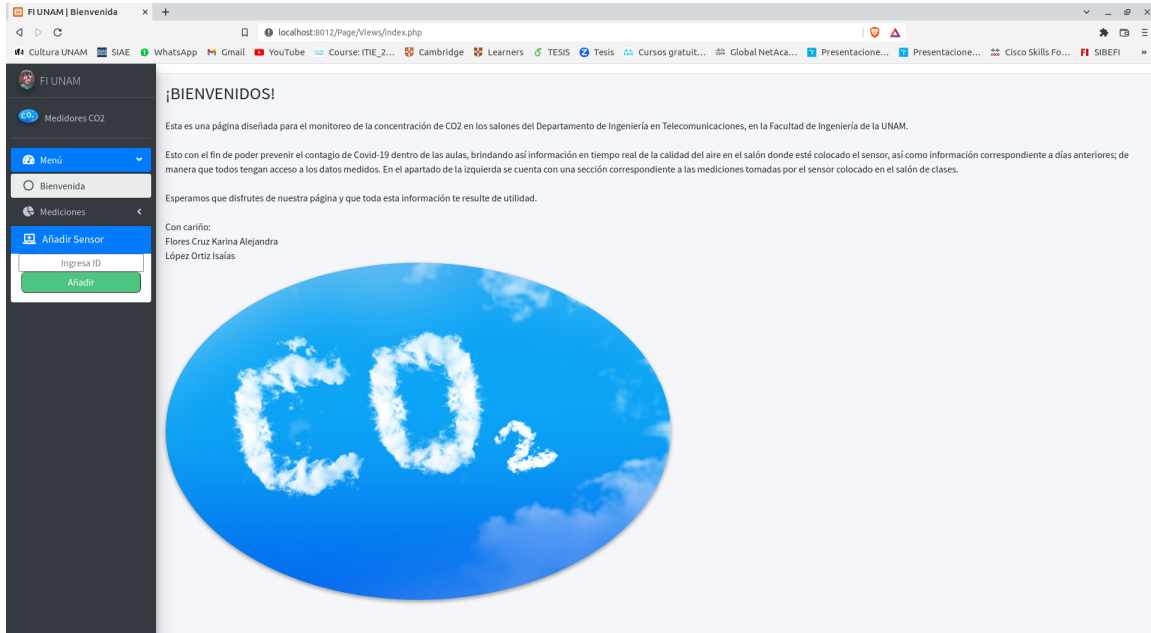 FI UNAM | Bienvenida
localhost:8012/Page/Views/index.php
Cultura UNAM SIAE WhatsApp Gmail YouTube Course: ITIE_2... Cambridge Learners TESIS Tesis Cursos gratuit... Global NetAca... Presentacione... Presentacione... Cisco Skills Fo... FI SIBEFI »
FI UNAM
CO2 Medidores CO2
Menú
Bienvenida
Mediciones
Añadir Sensor
Ingresa ID
Añadir
¡BIENVENIDOS!
Esta es una página diseñada para el monitoreo de la concentración de CO2 en los salones del Departamento de Ingeniería en Telecomunicaciones, en la Facultad de Ingeniería de la UNAM.
Esto con el fin de poder prevenir el contagio de Covid-19 dentro de las aulas, brindando así información en tiempo real de la calidad del aire en el salón donde esté colocado el sensor, así como información correspondiente a días anteriores; de
manera que todos tengan acceso a los datos medidos. En el apartado de la izquierda se cuenta con una sección correspondiente a las mediciones tomadas por el sensor colocado en el salón de clases.
Esperamos que disfrutes de nuestra página y que toda esta información te resulte de utilidad.
Con cariño:
Flores Cruz Karina Alejandra
López Ortiz Isaías
CO2